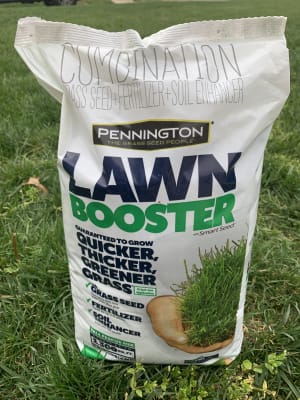 COMBINATION
GRASS SEED+FERTILIZER+SOIL ENHANCER
PENNINGTON
THE GRASS SEED PEOPLE
LAWN
BOOSTER
with Smart Seed
GUARANTEED TO GROW
QUICKER,
THICKER,
GREENER
GRASS
GRASS SEED
FERTILIZER
SOIL
ENHANCER